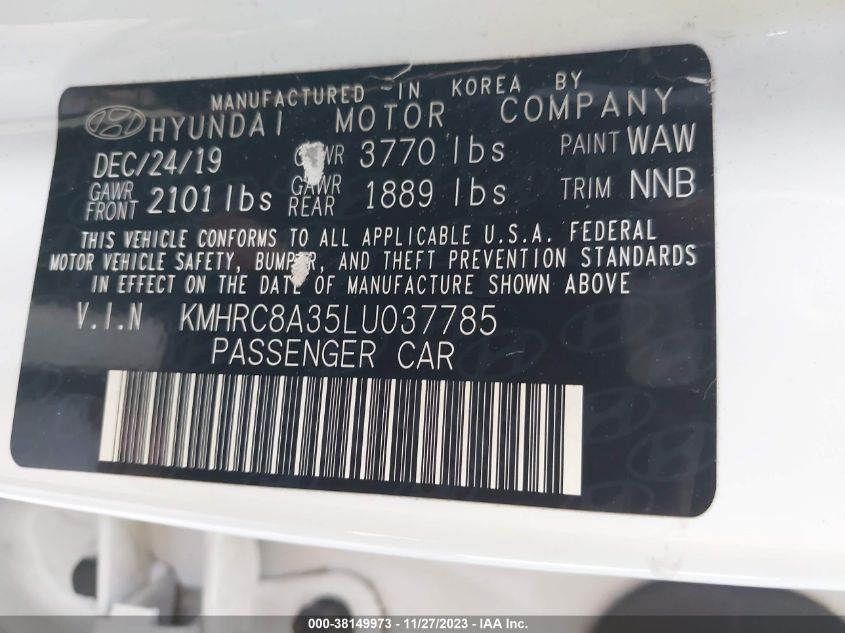 MANUFACTURED IN KOREA BY
HYUNDAI MOTOR COMPANY
DEC/24/19 GVWR 3770 lbs PAINT WAW
GAWR FRONT 2101 lbs GAWR REAR 1889 lbs TRIM NNB
THIS VEHICLE CONFORMS TO ALL APPLICABLE U.S.A. FEDERAL
MOTOR VEHICLE SAFETY, BUMPER, AND THEFT PREVENTION STANDARDS
IN EFFECT ON THE DATE OF MANUFACTURE SHOWN ABOVE
V.I.N KMHRC8A35LU037785
PASSENGER CAR
000-38149973 - 11/27/2023 - IAA Inc.